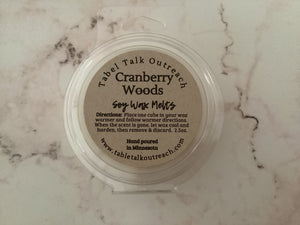 Tabel Talk Outreach
Cranberry
Woods
Soy Wax Melts
Directions: Place one cube in your wax
warmer and follow warmer directions.
When the scent is gone, let wax cool and
harden, then remove & discard. 2.5oz.
Hand poured
in Minnesota
www.tabletalkoutreach.com